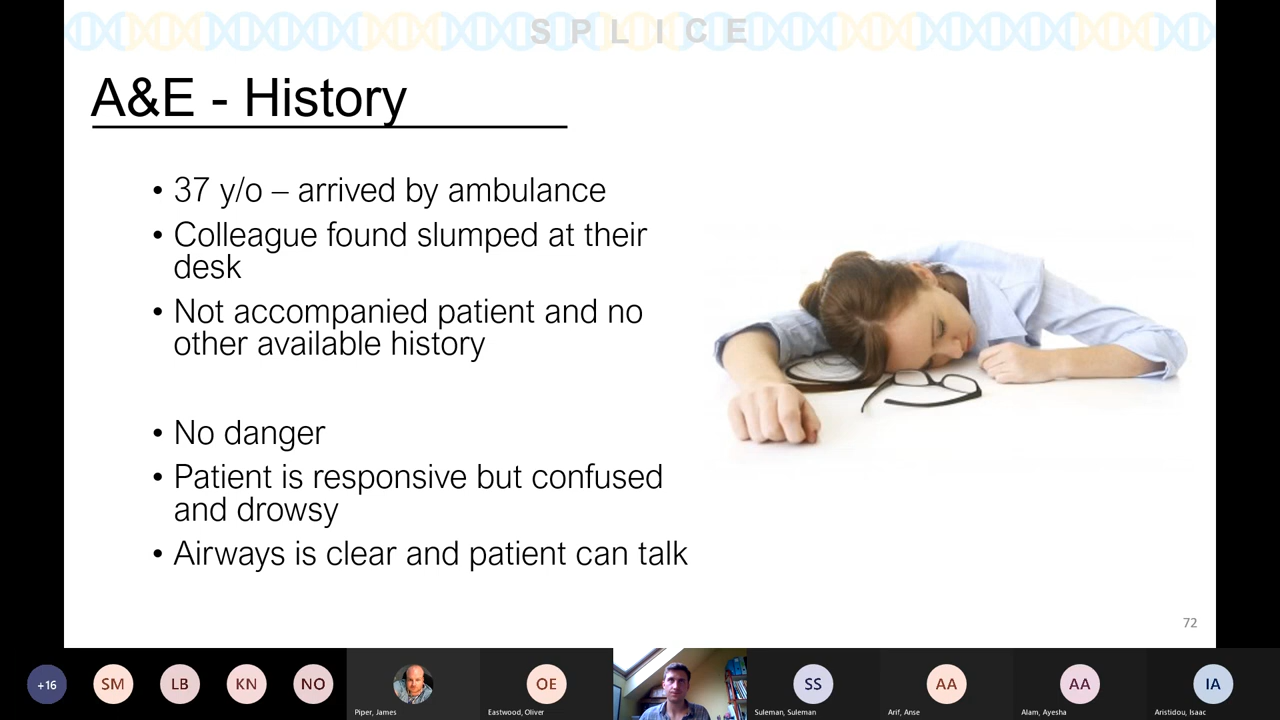 S P L I C E
A&E - History
• 37 y/o – arrived by ambulance
• Colleague found slumped at their
desk
• Not accompanied patient and no
other available history
• No danger
• Patient is responsive but confused
and drowsy
• Airways is clear and patient can talk
72
+16
SM
LB
KN
NO
Piper, James
OE
Eastwood, Oliver
SS
Suleman, Suleman
AA
Arif, Anse
AA
Alam, Ayesha
IA
Aristidou, Isaac